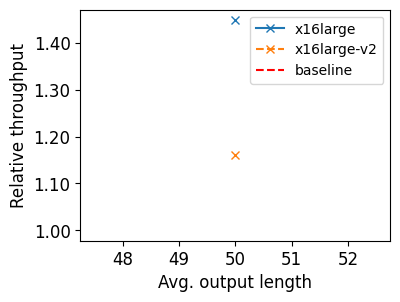 Relative throughput
1.40
1.30
1.20
1.10
1.00
x16large
x16large-v2
baseline
48 49 50 51 52
Avg. output length